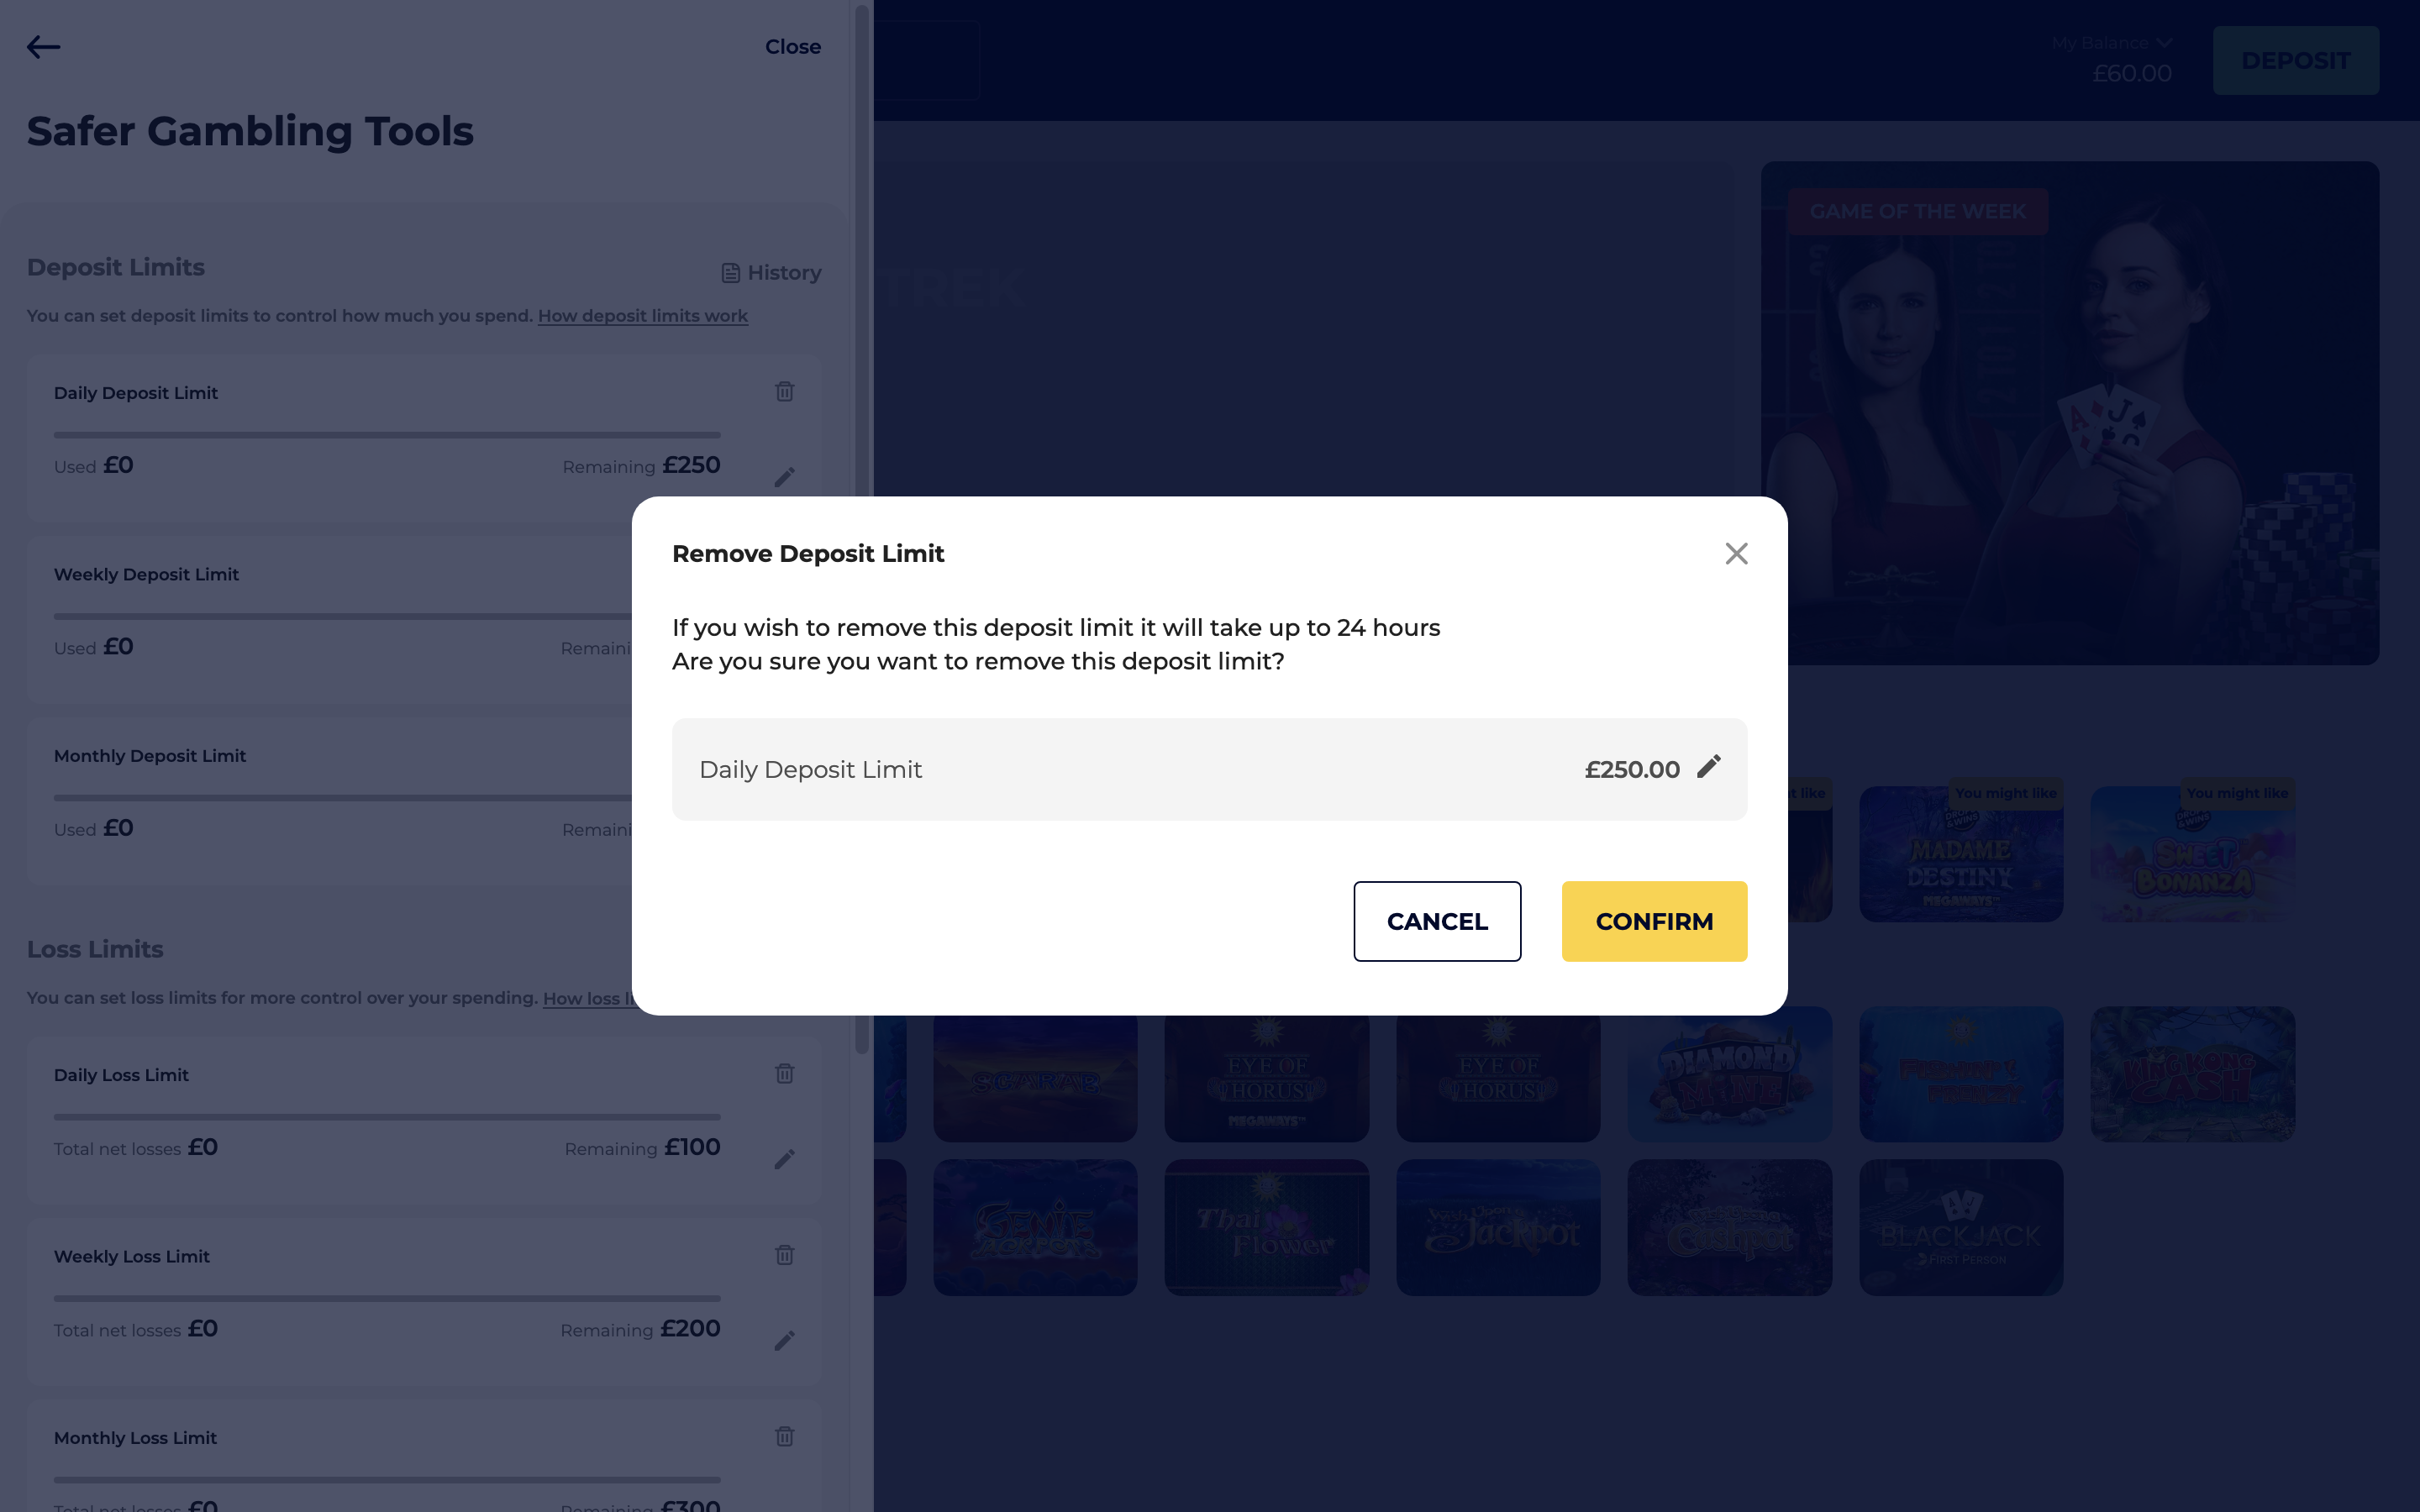 Close
My Balance
£60.00
DEPOSIT
Safer Gambling Tools
TREK
GAME OF THE WEEK
Deposit Limits
History
You can set deposit limits to control how much you spend. How deposit limits work
Daily Deposit Limit
Used £0
Remaining £250
Weekly Deposit Limit
Used £0
Remaini
Monthly Deposit Limit
Used £0
Remaini
Remove Deposit Limit
If you wish to remove this deposit limit it will take up to 24 hours
Are you sure you want to remove this deposit limit?
Daily Deposit Limit
£250.00
CANCEL
CONFIRM
t like
You might like
MADAME
DESTINY
MEGAWAYS™
You might like
SWEET
BONANZA
Loss Limits
You can set loss limits for more control over your spending. How loss li
Daily Loss Limit
Total net losses £0
Remaining £100
Weekly Loss Limit
Total net losses £0
Remaining £200
Monthly Loss Limit
Total net losses £0
Remaining £300
SCARAB
EYE OF
HORUS
MEGAWAYS™
EYE OF
HORUS
DIAMOND
MINE
FISHIN' FRENZY
KING KONG
CASH
GENIE
JACKPOTS
Thai
Flower
Wish Upon a
Jackpot
Cashpot
BLACKJACK
FIRST PERSON